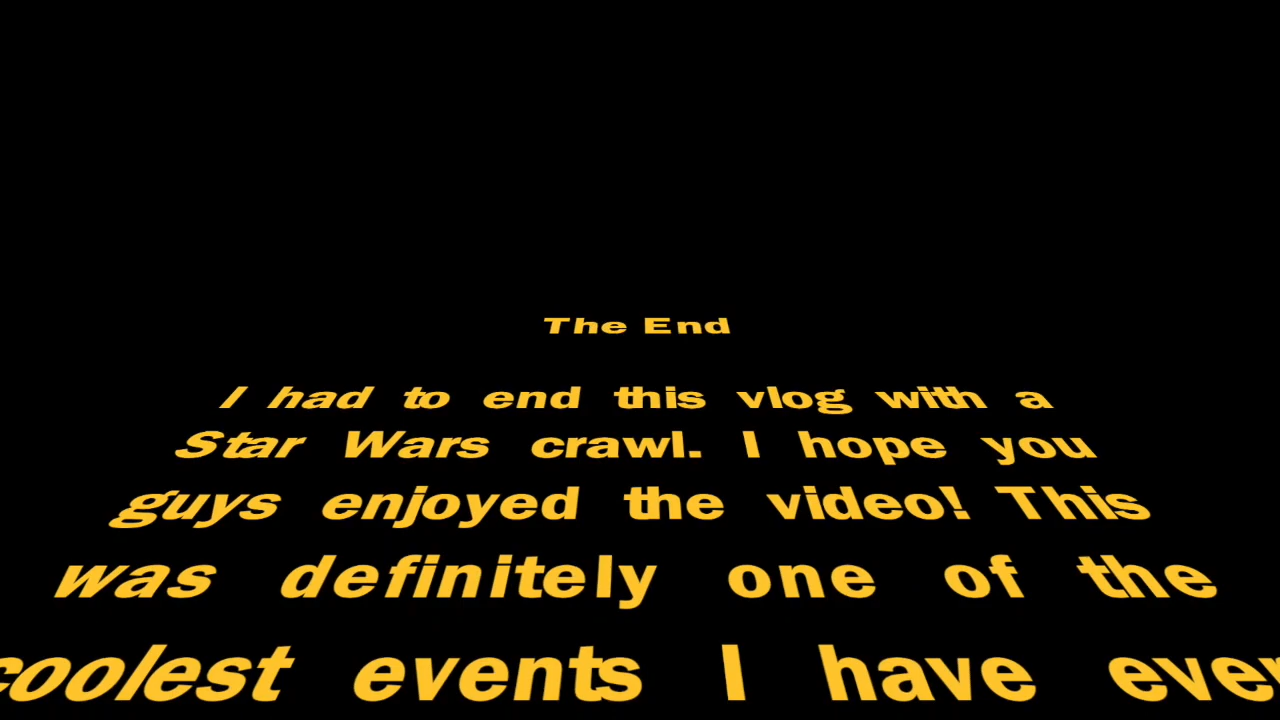 The End
I had to end this vlog with a
Star Wars crawl. I hope you
guys enjoyed the video! This
was definitely one of the
coolest events I have ever